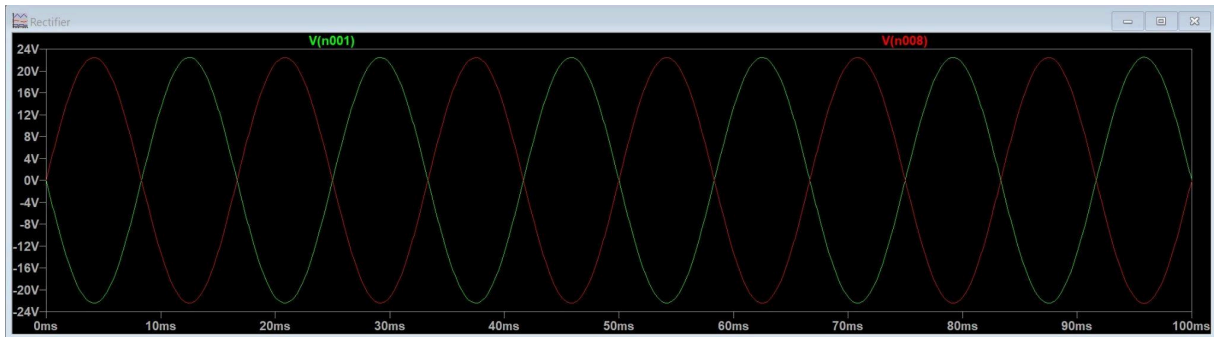 Rectifier
V(n001) V(n008)
24V
20V
16V
12V
8V
4V
0V
-4V
-8V
-12V
-16V
-20V
-24V
0ms 10ms 20ms 30ms 40ms 50ms 60ms 70ms 80ms 90ms 100ms